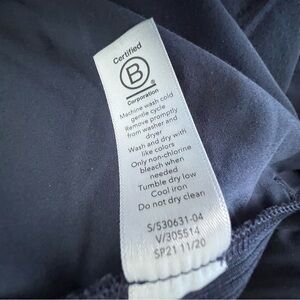 Certified
B
Corporation
Machine wash cold
gentle cycle
Remove promptly
from washer and
dryer
Wash and dry with
like colors
Only non-chlorine
bleach when
needed
Tumble dry low
Cool iron
Do not dry clean
S/530631-04
V/305514
SP21 11/20